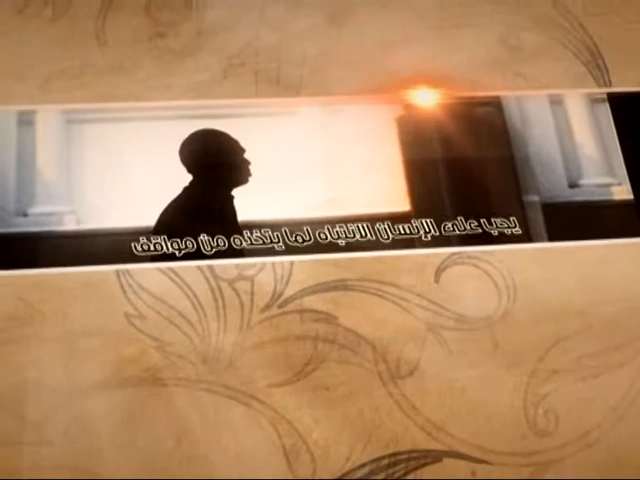 يجب على الإنسان الانتباه لما يتخذه من مواقف